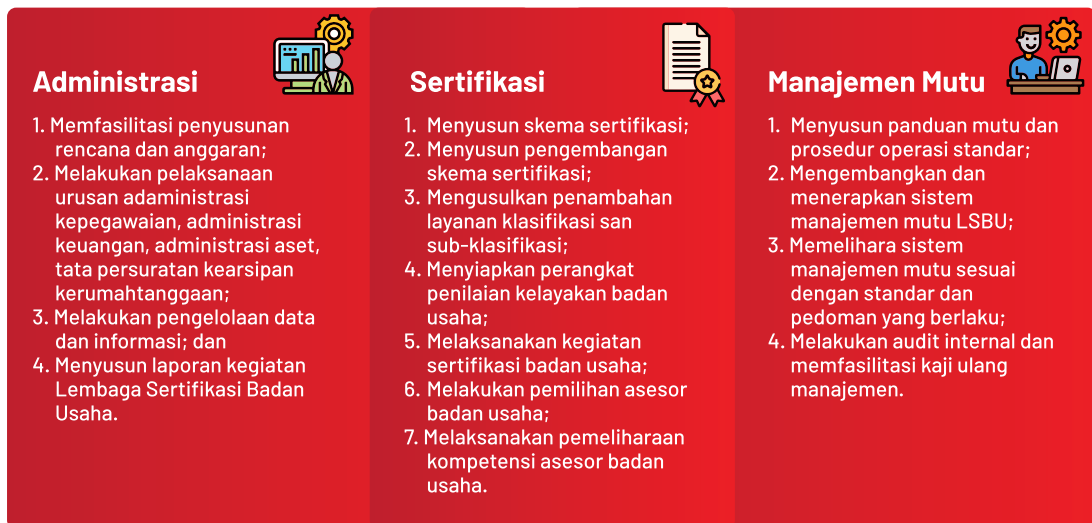 Administrasi
1. Memfasilitasi penyusunan
rencana dan anggaran;
2. Melakukan pelaksanaan
urusan adaministrasi
kepegawaian, administrasi
keuangan, administrasi aset,
tata persuratan kearsipan
kerumahtanggaan;
3. Melakukan pengelolaan data
dan informasi; dan
4. Menyusun laporan kegiatan
Lembaga Sertifikasi Badan
Usaha.
Sertifikasi
1. Menyusun skema sertifikasi;
2. Menyusun pengembangan
skema sertifikasi;
3. Mengusulkan penambahan
layanan klasifikasi san
sub-klasifikasi;
4. Menyiapkan perangkat
penilaian kelayakan badan
usaha;
5. Melaksanakan kegiatan
sertifikasi badan usaha;
6. Melakukan pemilihan asesor
badan usaha;
7. Melaksanakan pemeliharaan
kompetensi asesor badan
usaha.
Manajemen Mutu
1. Menyusun panduan mutu dan
prosedur operasi standar;
2. Mengembangkan dan
menerapkan sistem
manajemen mutu LSBU;
3. Memelihara sistem
manajemen mutu sesuai
dengan standar dan
pedoman yang berlaku;
4. Melakukan audit internal dan
memfasilitasi kaji ulang
manajemen.